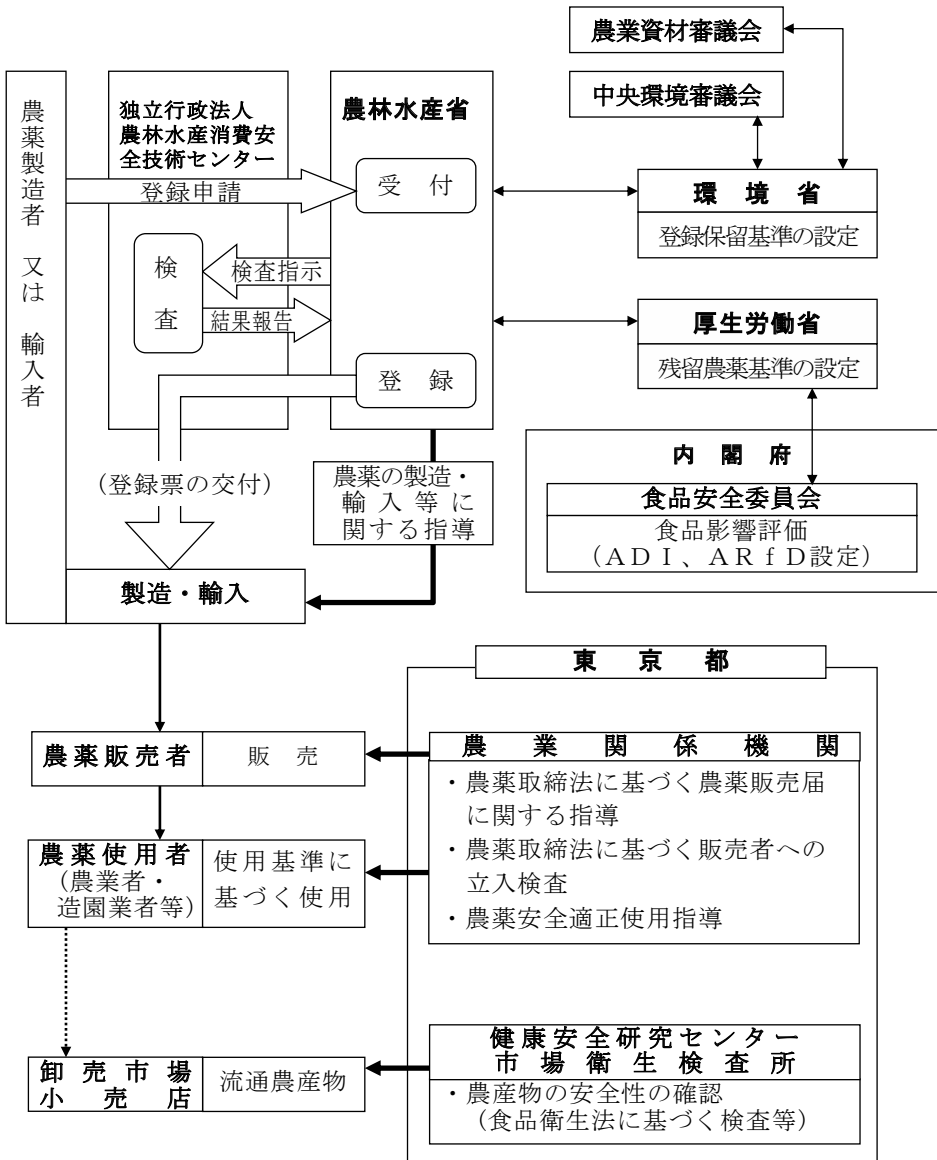 農業資材審議会
中央環境審議会
農薬製造者 又は 輸入者
独立行政法人
農林水産消費安
全技術センター
農林水産省
登録申請
受 付
環 境 省
登録保留基準の設定
検 査
検査指示
結果報告
厚生労働省
残留農薬基準の設定
登 録
(登録票の交付)
農薬の製造・
輸 入 等 に
関する指導
内 閣 府
食品安全委員会
食品影響評価
(ADI、ARfD設定)
製造・輸入
東 京 都
農薬販売者
販 売
農 業 関 係 機 関
・農薬取締法に基づく農薬販売届
に関する指導
・農薬取締法に基づく販売者への
立入検査
・農薬安全適正使用指導
農薬使用者
(農業者・
造園業者等)
使用基準に
基づく使用
卸 売 市 場
小 売 店
流通農産物
健康安全研究センター
市 場 衛 生 検 査 所
・農産物の安全性の確認
(食品衛生法に基づく検査等)